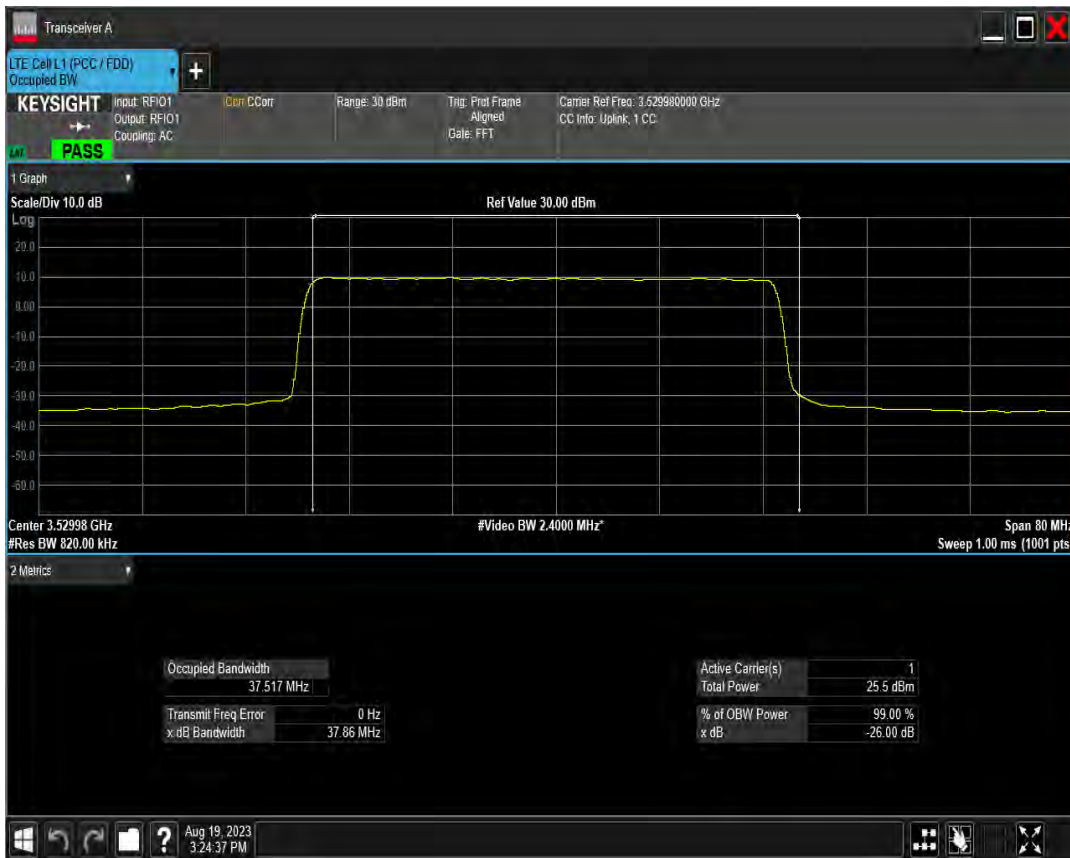 Transceiver A
LTE Cell L1 (PCC / FDD)
Occupied BW
+
KEYSIGHT
Input: RFIO1
Output: RFIO1
Coupling: AC
Corr CCorr
Range: 30 dBm
Trig: Prot Frame
Aligned
Gate: FFT
Carrier Ref Freq: 3.529980000 GHz
CC Info: Uplink, 1 CC
PASS
1 Graph
Scale/Div 10.0 dB
Ref Value 30.00 dBm
Log
20.0
10.0
0.00
-10.0
-20.0
-30.0
-40.0
-50.0
-60.0
Center 3.52998 GHz
#Video BW 2.4000 MHz*
Span 80 MHz
#Res BW 820.00 kHz
Sweep 1.00 ms (1001 pts
2 Metrics
Occupied Bandwidth
37.517 MHz
Transmit Freq Error 0 Hz
x dB Bandwidth 37.86 MHz
Active Carrier(s) 1
Total Power 25.5 dBm
% of OBW Power 99.00 %
x dB -26.00 dB
?
Aug 19, 2023
3:24:37 PM